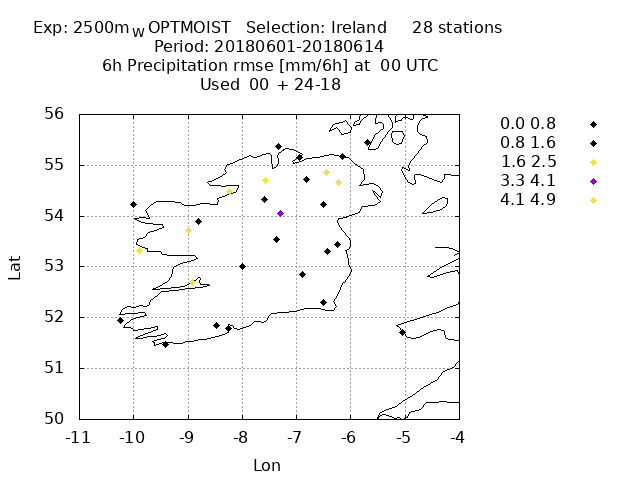 Exp: 2500m_W OPTMOIST Selection: Ireland 28 stations
Period: 20180601-20180614
6h Precipitation rmse [mm/6h] at 00 UTC
Used 00 + 24-18
0.0 0.8
0.8 1.6
1.6 2.5
3.3 4.1
4.1 4.9
56
55
54
53
52
51
50
Lat
-11 -10 -9 -8 -7 -6 -5 -4
Lon